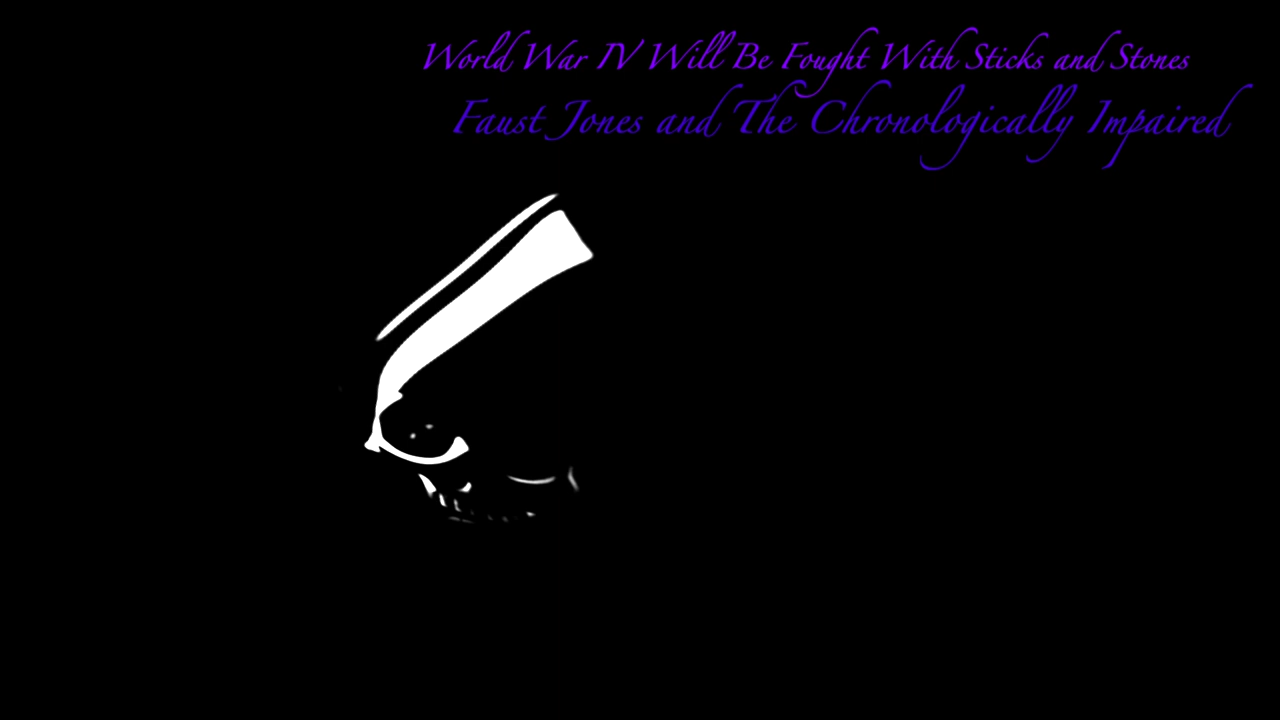 World War IV Will Be Fought With Sticks and Stones
Faust Jones and The Chronologically Impaired